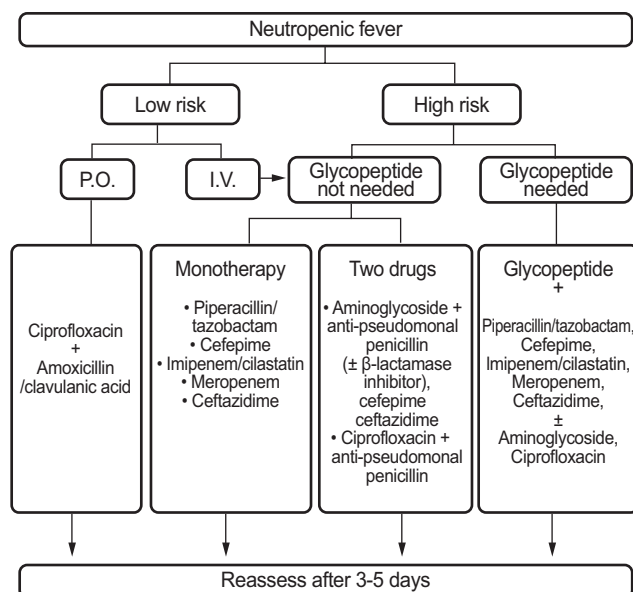 Neutropenic fever
Low risk
High risk
P.O.
I.V.
Glycopeptide
not needed
Glycopeptide
needed
Ciprofloxacin
+
Amoxicillin
/clavulanic acid
Monotherapy
• Piperacillin/
tazobactam
• Cefepime
• Imipenem/cilastatin
• Meropenem
• Ceftazidime
Two drugs
• Aminoglycoside +
anti-pseudomonal
penicillin
(± β-lactamase
inhibitor),
cefepime
ceftazidime
• Ciprofloxacin +
anti-pseudomonal
penicillin
Glycopeptide
+
Piperacillin/tazobactam,
Cefepime,
Imipenem/cilastatin,
Meropenem,
Ceftazidime,
±
Aminoglycoside,
Ciprofloxacin
Reassess after 3-5 days